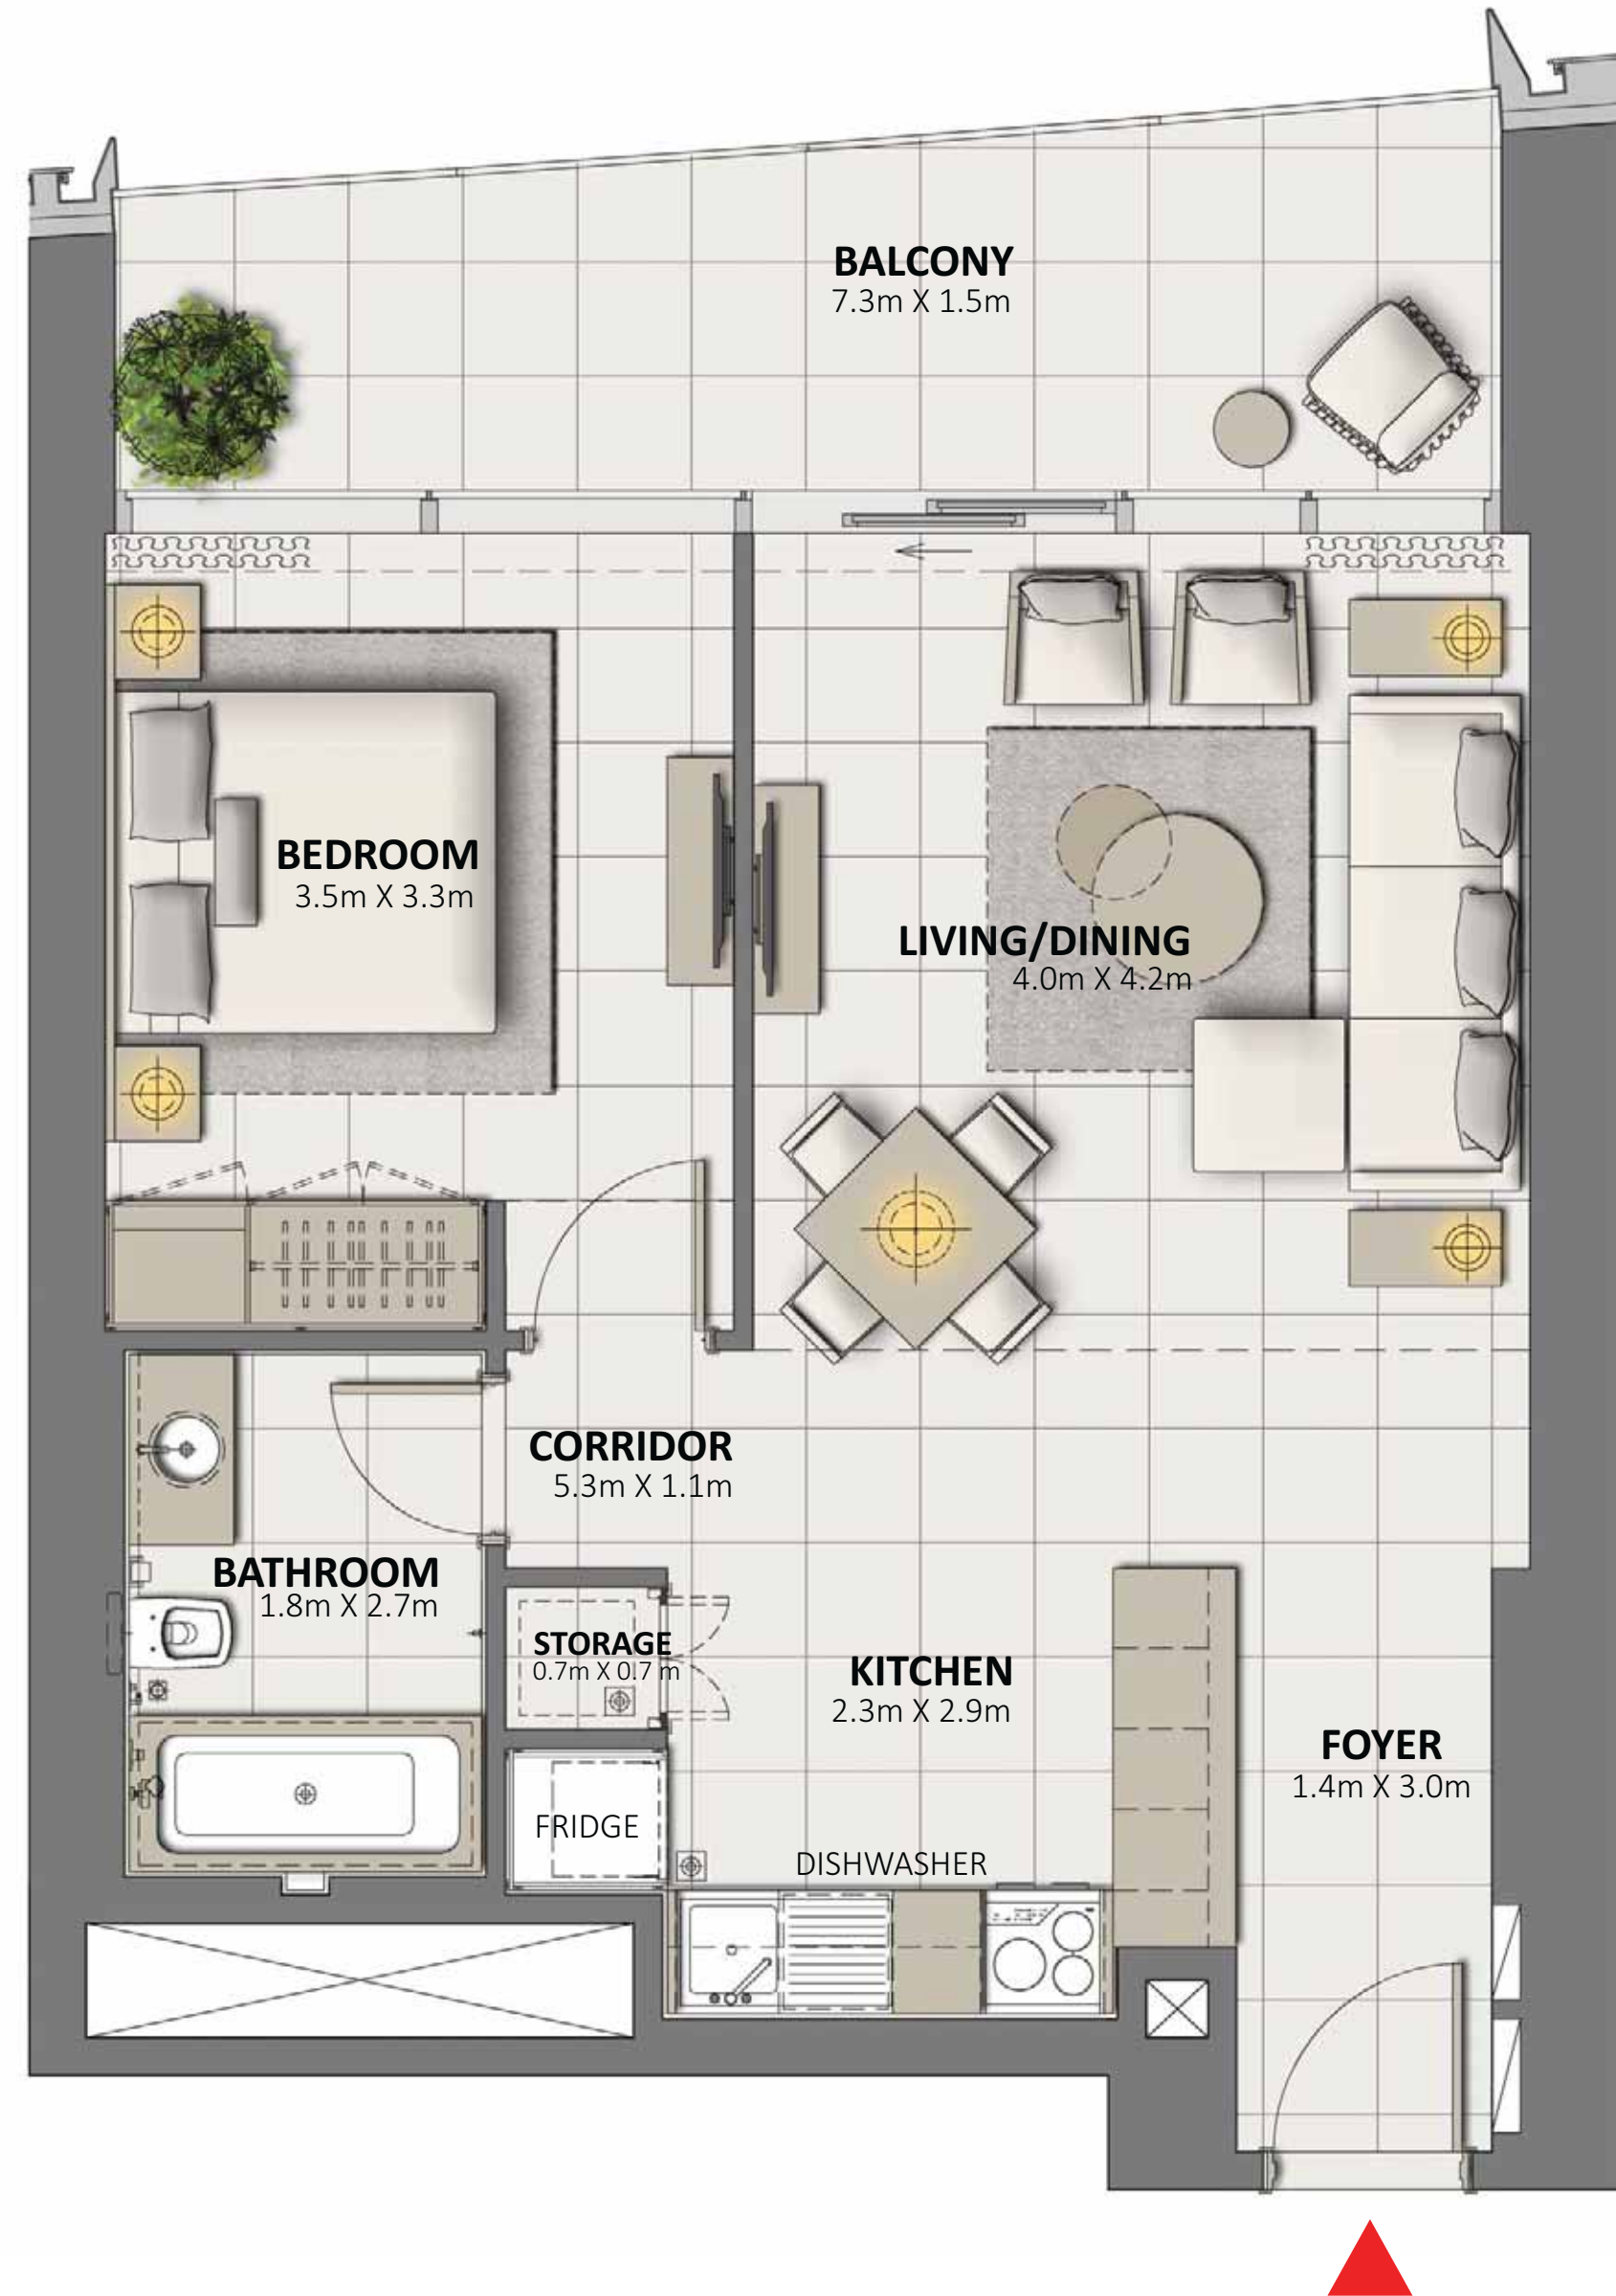 BALCONY
7.3m X 1.5m
BEDROOM
3.5m X 3.3m
LIVING/DINING
4.0m X 4.2m
CORRIDOR
5.3m X 1.1m
BATHROOM
1.8m X 2.7m
STORAGE
0.7m X 0.7 m
KITCHEN
2.3m X 2.9m
FOYER
1.4m X 3.0m
FRIDGE
DISHWASHER